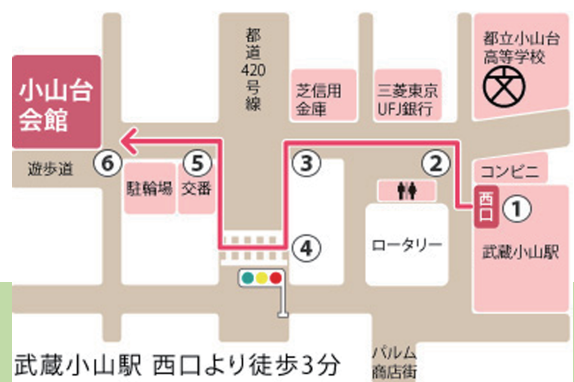 都立小山台
高等学校
都道420号線
芝信用
金庫
三菱東京
UFJ銀行
小山台
会館
遊歩道
⑥
駐輪場
⑤
交番
③
②
コンビニ
西口
①
④
ロータリー
武蔵小山駅
パルム
商店街
武蔵小山駅 西口より徒歩3分